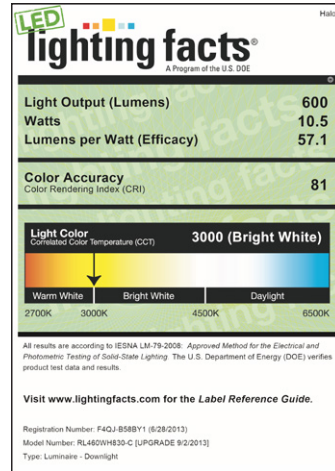 Halo
LED
lighting facts®
A Program of the U.S. DOE
Light Output (Lumens) 600
Watts 10.5
Lumens per Watt (Efficacy) 57.1
Color Accuracy
Color Rendering Index (CRI) 81
Light Color
Correlated Color Temperature (CCT) 3000 (Bright White)
Warm White Bright White Daylight
2700K 3000K 4500K 6500K
All results are according to IESNA LM-79-2008: Approved Method for the Electrical and
Photometric Testing of Solid-State Lighting. The U.S. Department of Energy (DOE) verifies
product test data and results.
Visit www.lightingfacts.com for the Label Reference Guide.
Registration Number: F4QJ-B58BY1 (6/28/2013)
Model Number: RL460WH830-C [UPGRADE 9/2/2013]
Type: Luminaire - Downlight